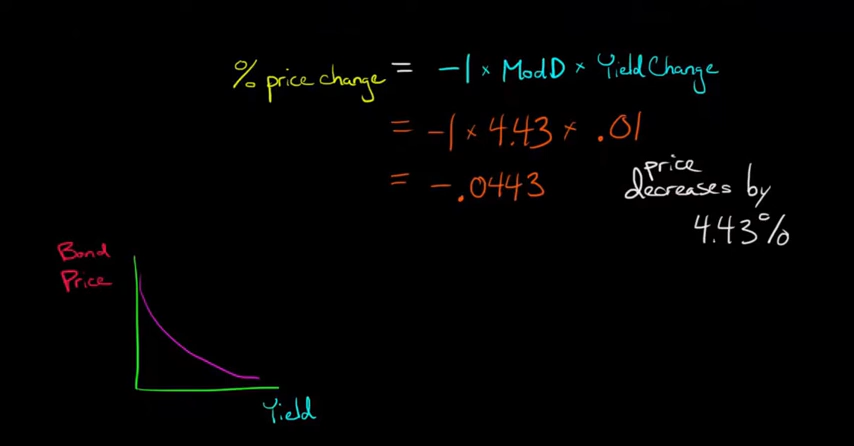 % price change = -1 × ModD × Yield Change
= -1 × 4.43 × .01
= -.0443
price
decreases by
4.43%
Bond
Price
Yield